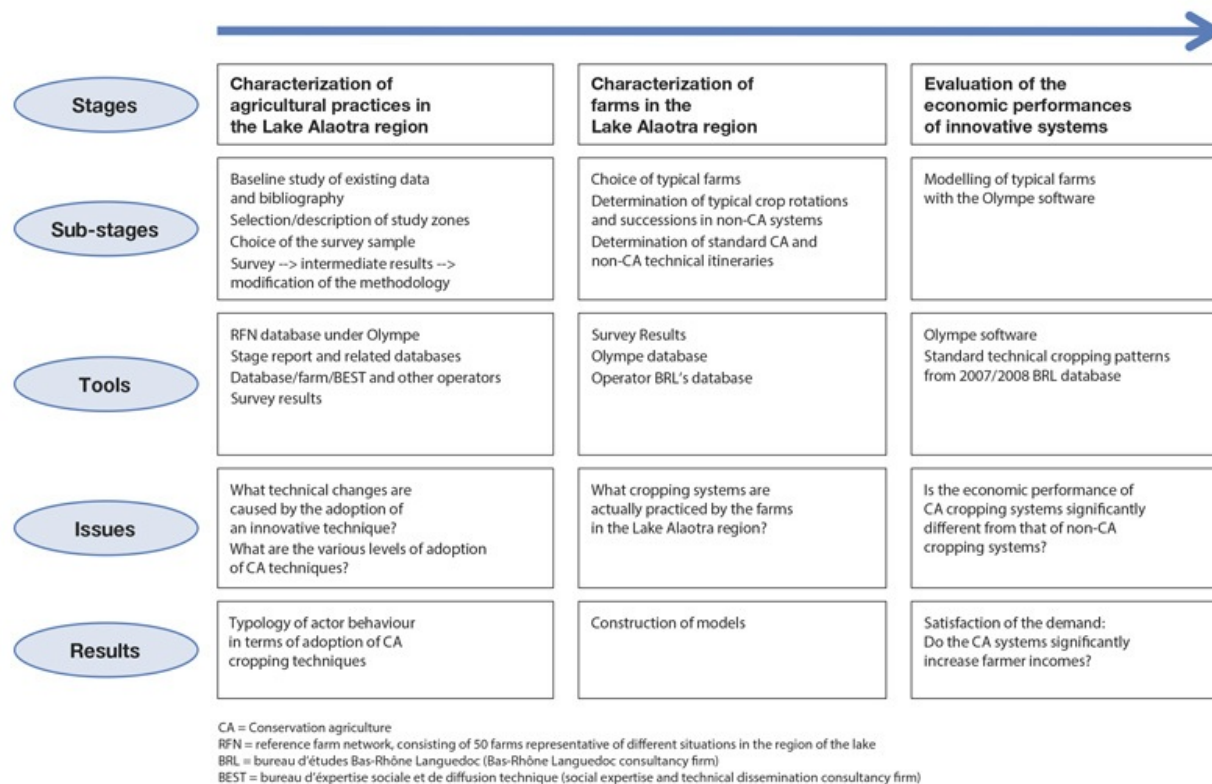 Stages
Characterization of
agricultural practices in
the Lake Alaotra region
Characterization of
farms in the
Lake Alaotra region
Evaluation of the
economic performances
of innovative systems
Sub-stages
Baseline study of existing data
and bibliography
Selection/description of study zones
Choice of the survey sample
Survey --> intermediate results -->
modification of the methodology
Choice of typical farms
Determination of typical crop rotations
and successions in non-CA systems
Determination of standard CA and
non-CA technical itineraries
Modelling of typical farms
with the Olympe software
Tools
RFN database under Olympe
Stage report and related databases
Database/farm/BEST and other operators
Survey results
Survey Results
Olympe database
Operator BRL's database
Olympe software
Standard technical cropping patterns
from 2007/2008 BRL database
Issues
What technical changes are
caused by the adoption of
an innovative technique?
What are the various levels of adoption
of CA techniques?
What cropping systems are
actually practiced by the farms
in the Lake Alaotra region?
Is the economic performance of
CA cropping systems significantly
different from that of non-CA
cropping systems?
Results
Typology of actor behaviour
in terms of adoption of CA
cropping techniques
Construction of models
Satisfaction of the demand:
Do the CA systems significantly
increase farmer incomes?
CA = Conservation agriculture
RFN = reference farm network, consisting of 50 farms representative of different situations in the region of the lake
BRL = bureau d'études Bas-Rhône Languedoc (Bas-Rhône Languedoc consultancy firm)
BEST = bureau d'éxpertise sociale et de diffusion technique (social expertise and technical dissemination consultancy firm)